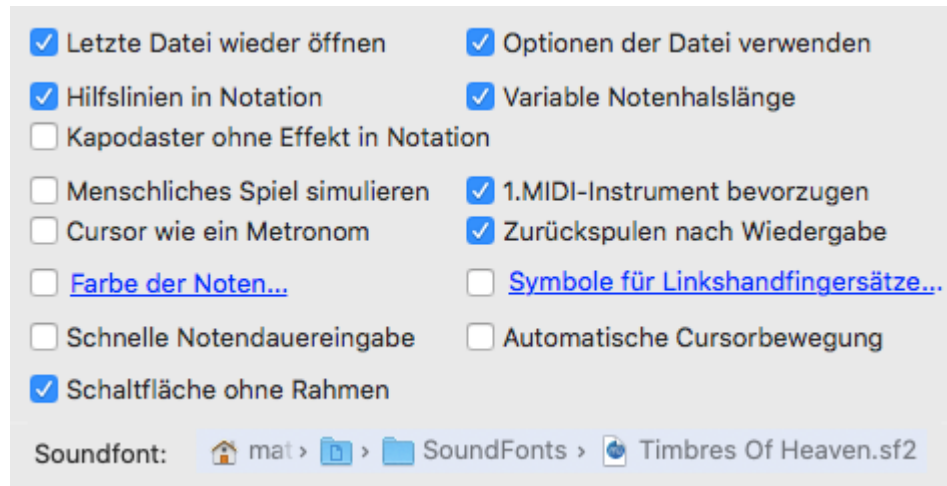 Letzte Datei wieder öffnen Optionen der Datei verwenden
Hilfslinien in Notation Variable Notenhalslänge
Kapodaster ohne Effekt in Notation
Menschliches Spiel simulieren 1.MIDI-Instrument bevorzugen
Cursor wie ein Metronom Zurückspulen nach Wiedergabe
Farbe der Noten... Symbole für Linkshandfingersätze...
Schnelle Notendauereingabe Automatische Cursorbewegung
Schaltfläche ohne Rahmen
Soundfont: mat › › SoundFonts › Timbres Of Heaven.sf2